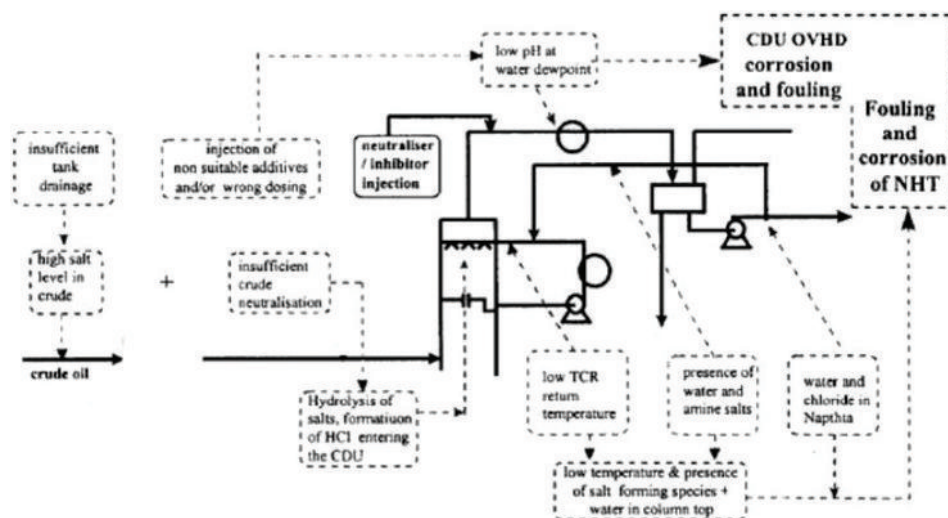 low pH at
water dewpoint
CDU OVHD
corrosion
and fouling
Fouling
and
corrosion
of NHT
insufficient
tank
drainage
injection of
non suitable additives
and/or wrong dosing
neutraliser
/ inhibitor
injection
high salt
level in
crude
+
insufficient
crude
neutralisation
crude oil
Hydrolysis of
salts, formatiuon
of HCl entering
the CDU
low TCR
return
temperature
presence of
water and
amine salts
water and
chloride in
Napthta
low temperature & presence
of salt forming species +
water in column top